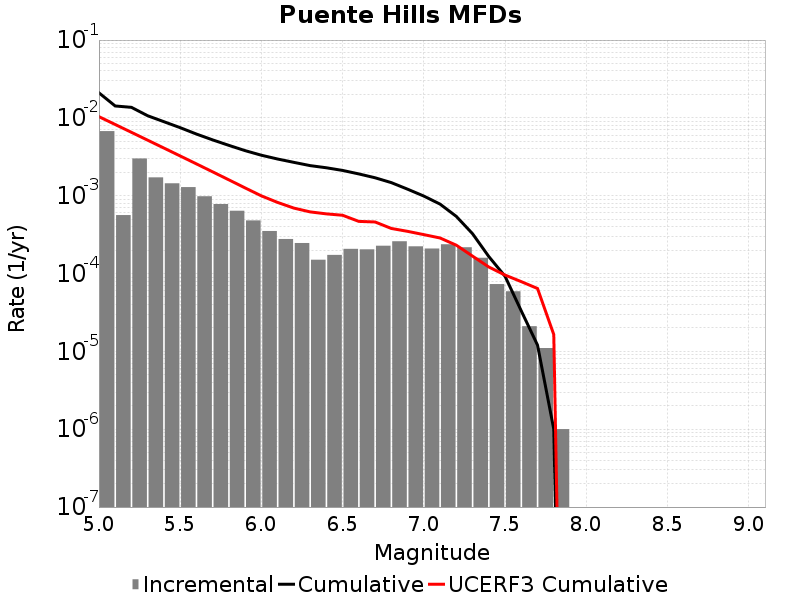 Puente Hills MFDs
Rate (1/yr)
10-1
10-2
10-3
10-4
10-5
10-6
10-7
5.0 5.5 6.0 6.5 7.0 7.5 8.0 8.5 9.0
Magnitude
Incremental Cumulative UCERF3 Cumulative